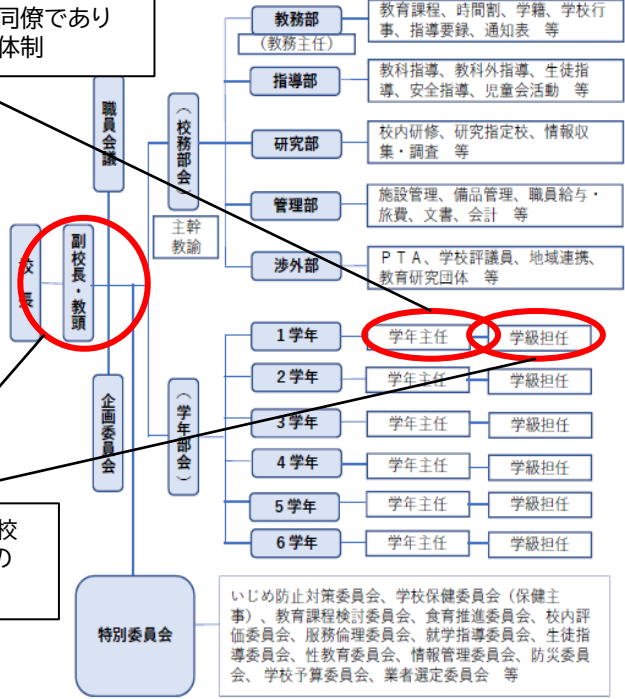 同僚であり
体制
教務部
(教務主任)
教育課程、時間割、学籍、学校行
事、指導要録、通知表　等
指導部
教科指導、教科外指導、生徒指
導、安全指導、児童会活動　等
職員会議
（校務部会）
研究部
校内研修、研究指定校、情報収
集・調査　等
管理部
施設管理、備品管理、職員給与・
旅費、文書、会計　等
主幹
教諭
渉外部
ＰＴＡ、学校評議員、地域連携、
教育研究団体　等
校長
副校長・教頭
1学年
学年主任
学級担任
2学年
学年主任
学級担任
企画委員会
（学年部会）
3学年
学年主任
学級担任
4学年
学年主任
学級担任
5学年
学年主任
学級担任
6学年
学年主任
学級担任
校
の
特別委員会
いじめ防止対策委員会、学校保健委員会（保健主
事）、教育課程検討委員会、食育推進委員会、校内評
価委員会、服務倫理委員会、就学指導委員会、生徒指
導委員会、性教育委員会、情報管理委員会、防災委員
会、 学校予算委員会、業者選定委員会　等